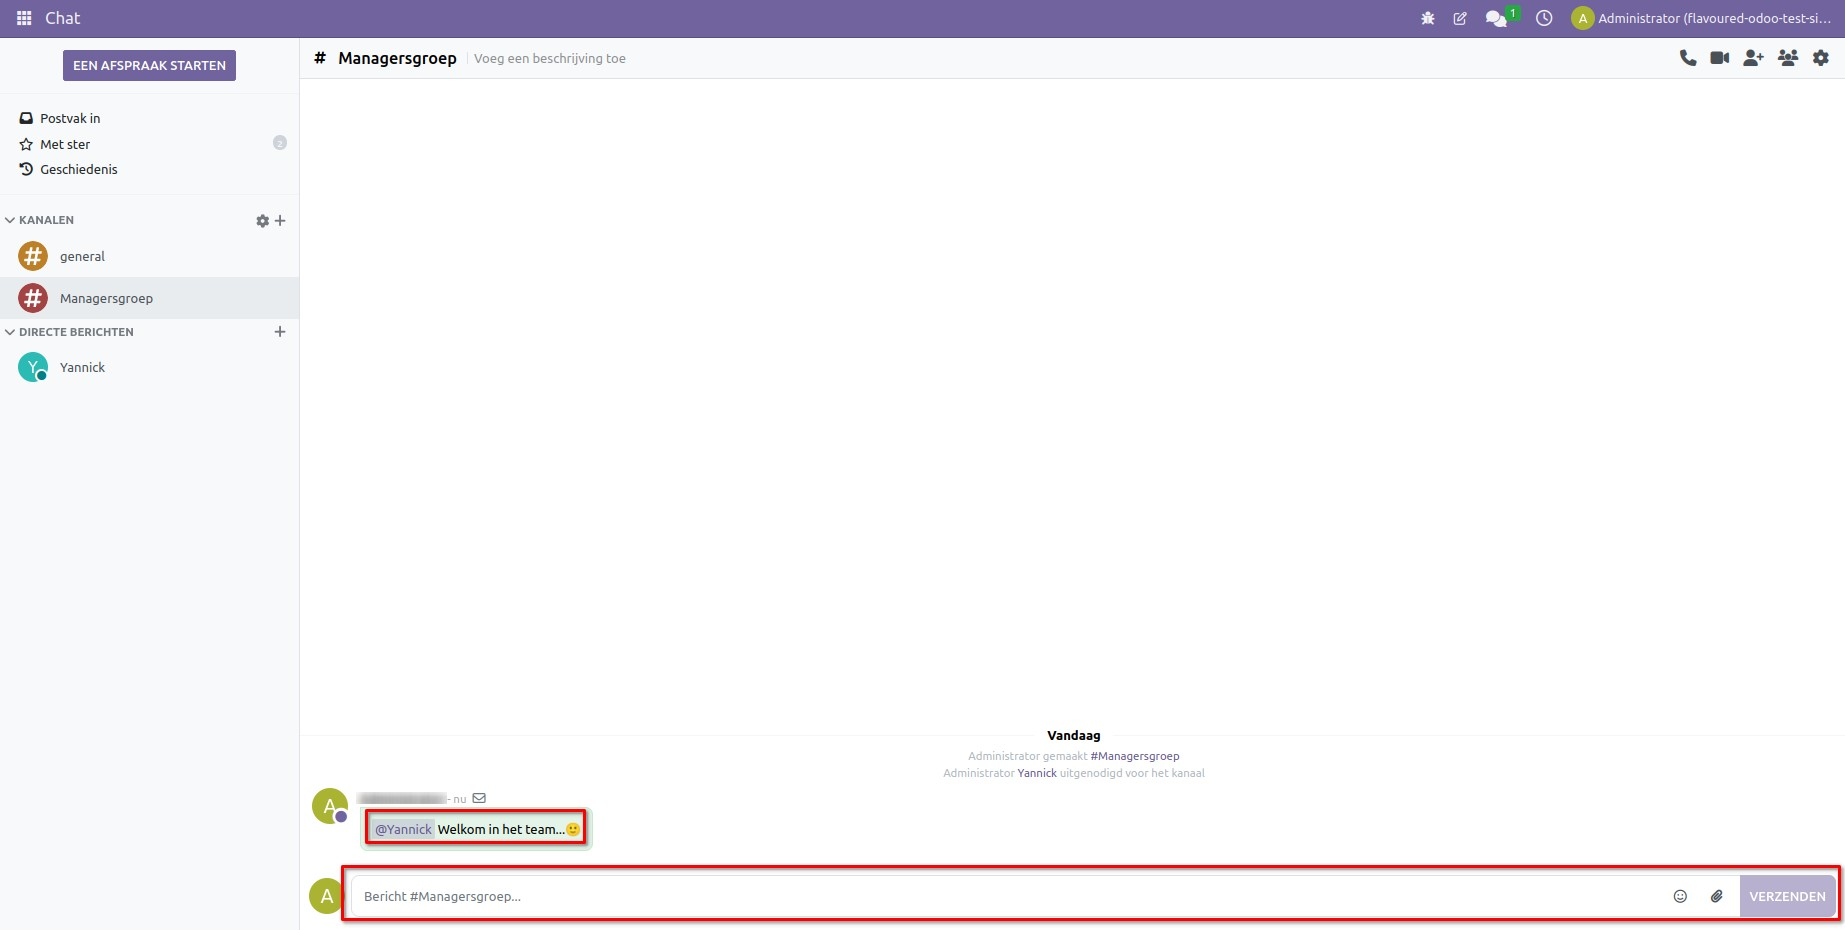 Chat
1
A Administrator (flavoured-odoo-test-si...
EEN AFSPRAAK STARTEN
# Managersgroep Voeg een beschrijving toe
Postvak in
Met ster 2
Geschiedenis
KANALEN
# general
# Managersgroep
DIRECTE BERICHTEN
Y Yannick
Vandaag
Administrator gemaakt #Managersgroep
Administrator Yannick uitgenodigd voor het kanaal
A - nu
@Yannick Welkom in het team...🙂
A Bericht #Managersgroep... VERZENDEN